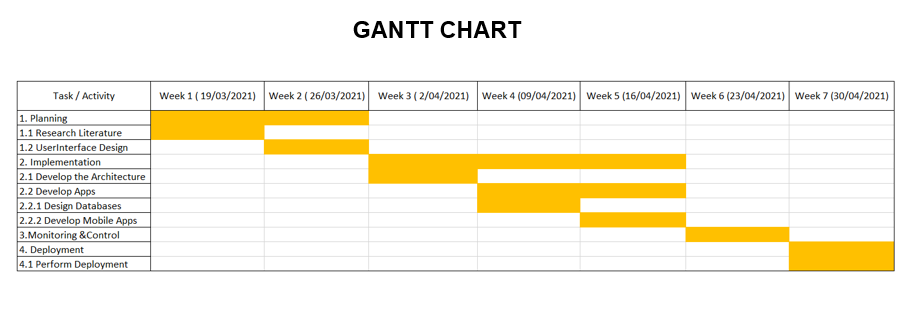 GANTT CHART
Task / Activity Week 1 ( 19/03/2021) Week 2 ( 26/03/2021) Week 3 ( 2/04/2021) Week 4 (09/04/2021) Week 5 (16/04/2021) Week 6 (23/04/2021) Week 7 (30/04/2021)
1. Planning
1.1 Research Literature
1.2 UserInterface Design
2. Implementation
2.1 Develop the Architecture
2.2 Develop Apps
2.2.1 Design Databases
2.2.2 Develop Mobile Apps
3.Monitoring &Control
4. Deployment
4.1 Perform Deployment